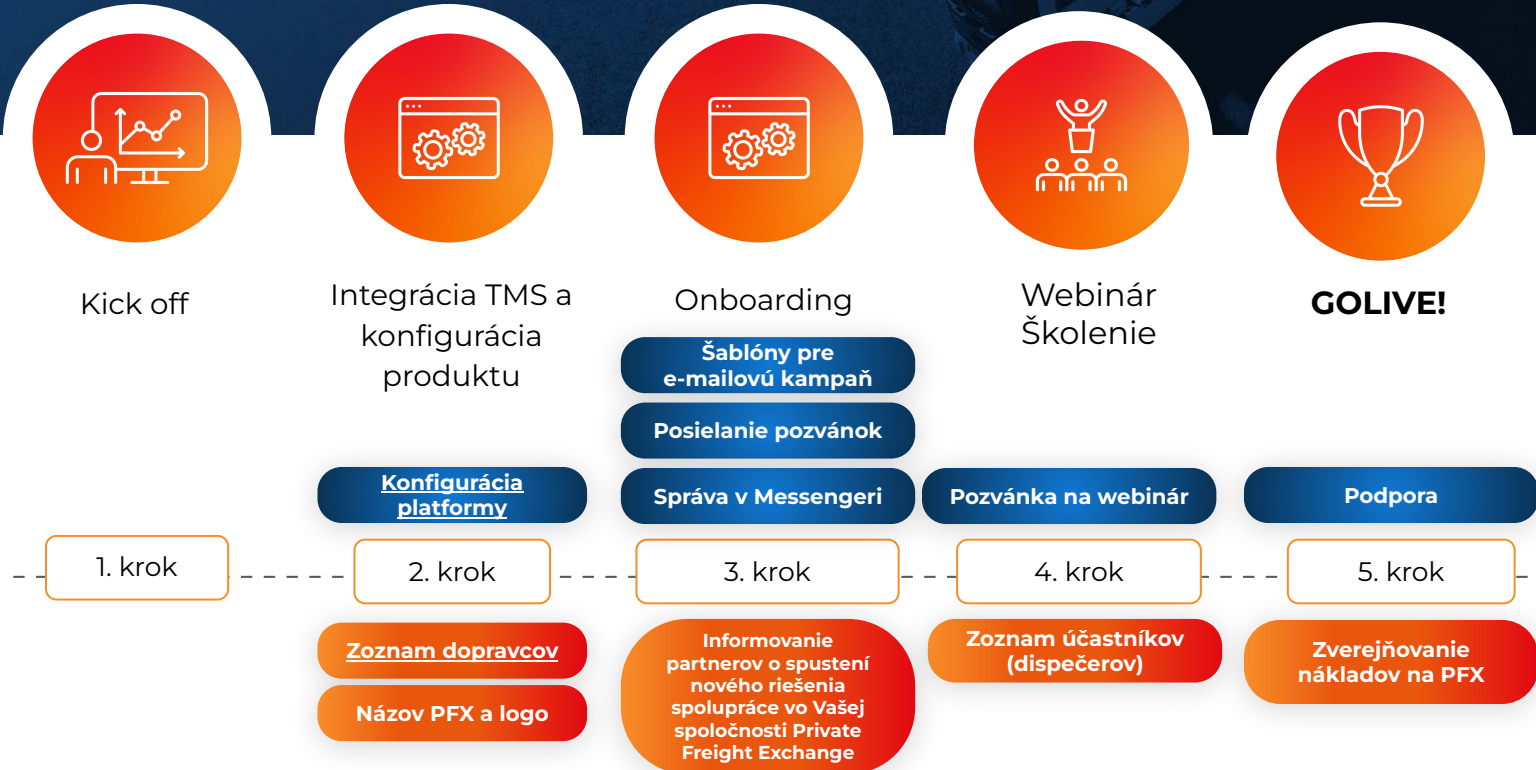 Kick off
Integrácia TMS a
konfigurácia
produktu
Onboarding
Webinár
Školenie
GOLIVE!
Šablóny pre
e-mailovú kampaň
Posielanie pozvánok
Konfigurácia
platformy
Správa v Messengeri
Pozvánka na webinár
Podpora
1. krok
2. krok
3. krok
4. krok
5. krok
Zoznam dopravcov
Názov PFX a logo
Informovanie
partnerov o spustení
nového riešenia
spolupráce vo Vašej
spoločnosti Private
Freight Exchange
Zoznam účastníkov
(dispečerov)
Zverejňovanie
nákladov na PFX